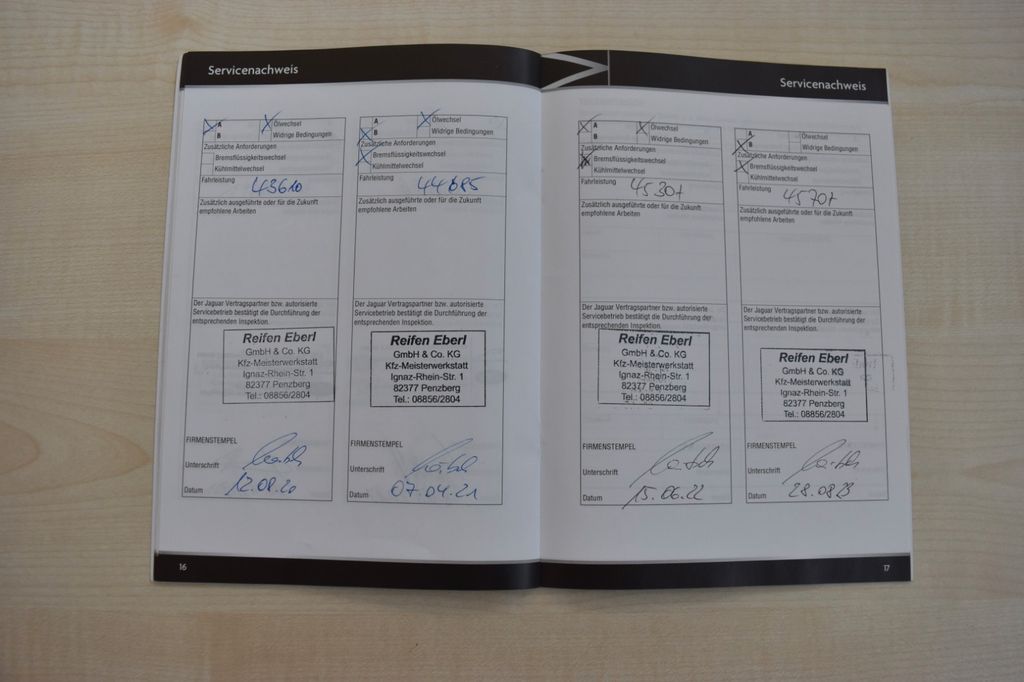 Servicenachweis
A
Ölwechsel
B
Widrige Bedingungen
Zusätzliche Anforderungen
Bremsflüssigkeitswechsel
Kühlmittelwechsel
Fahrleistung 43610
Zusätzlich ausgeführte oder für die Zukunft
empfohlene Arbeiten
Der Jaguar Vertragspartner bzw. autorisierte
Servicebetrieb bestätigt die Durchführung der
entsprechenden Inspektion.
Reifen Eberl
GmbH & Co. KG
Kfz-Meisterwerkstatt
Ignaz-Rhein-Str. 1
82377 Penzberg
Tel.: 08856/2804
FIRMENSTEMPEL
Unterschrift
Datum 12.08.20
A
Ölwechsel
B
Widrige Bedingungen
Zusätzliche Anforderungen
Bremsflüssigkeitswechsel
Kühlmittelwechsel
Fahrleistung 44685
Zusätzlich ausgeführte oder für die Zukunft
empfohlene Arbeiten
Der Jaguar Vertragspartner bzw. autorisierte
Servicebetrieb bestätigt die Durchführung der
entsprechenden Inspektion.
Reifen Eberl
GmbH & Co. KG
Kfz-Meisterwerkstatt
Ignaz-Rhein-Str. 1
82377 Penzberg
Tel.: 08856/2804
FIRMENSTEMPEL
Unterschrift
Datum 07.04.21
16
Servicenachweis
A
Ölwechsel
B
Widrige Bedingungen
Zusätzliche Anforderungen
Bremsflüssigkeitswechsel
Kühlmittelwechsel
Fahrleistung 45307
Zusätzlich ausgeführte oder für die Zukunft
empfohlene Arbeiten
Der Jaguar Vertragspartner bzw. autorisierte
Servicebetrieb bestätigt die Durchführung der
entsprechenden Inspektion.
Reifen Eberl
GmbH & Co. KG
Kfz-Meisterwerkstatt
Ignaz-Rhein-Str. 1
82377 Penzberg
Tel.: 08856/2804
FIRMENSTEMPEL
Unterschrift
Datum 15.06.22
A
Ölwechsel
B
Widrige Bedingungen
Zusätzliche Anforderungen
Bremsflüssigkeitswechsel
Kühlmittelwechsel
Fahrleistung 45707
Zusätzlich ausgeführte oder für die Zukunft
empfohlene Arbeiten
Der Jaguar Vertragspartner bzw. autorisierte
Servicebetrieb bestätigt die Durchführung der
entsprechenden Inspektion.
Reifen Eberl
GmbH & Co. KG
Kfz-Meisterwerkstatt
Ignaz-Rhein-Str. 1
82377 Penzberg
Tel.: 08856/2804
FIRMENSTEMPEL
Unterschrift
Datum 28.08.23
17